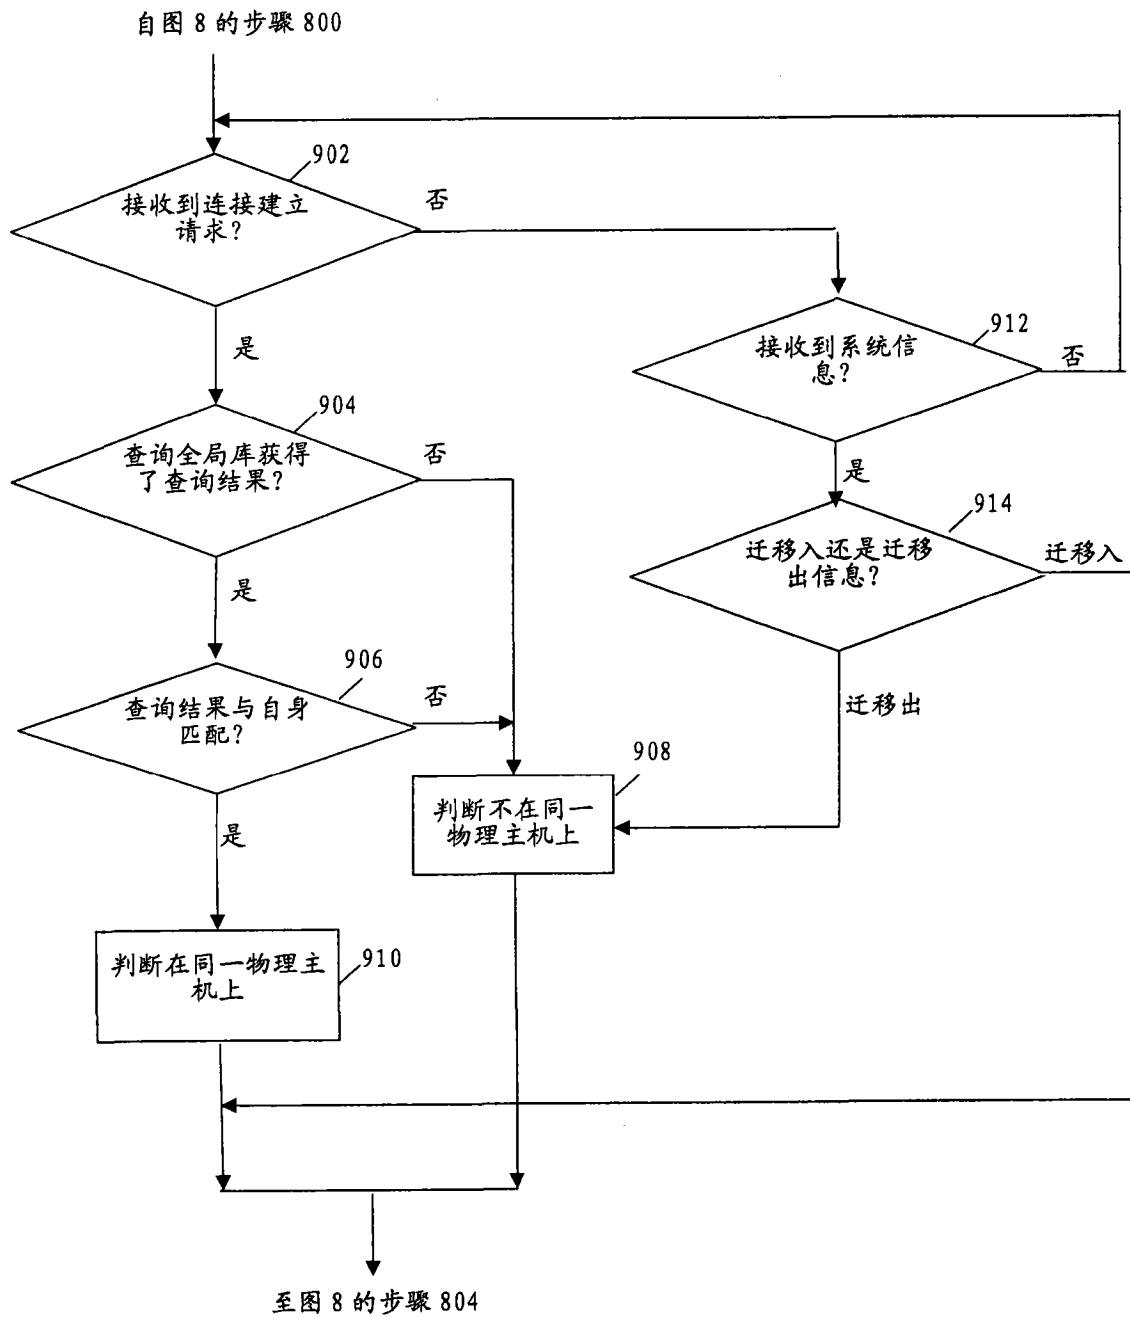 自图 8 的步骤 800
902
接收到连接建立
请求?
否
912
接收到系统信
息?
否
是
904
查询全局库获得
了查询结果?
否
是
914
迁移入还是迁移
出信息?
迁移入
是
906
查询结果与自身
匹配?
否
迁移出
908
判断不在同一
物理主机上
是
910
判断在同一物理主
机上
至图 8 的步骤 804